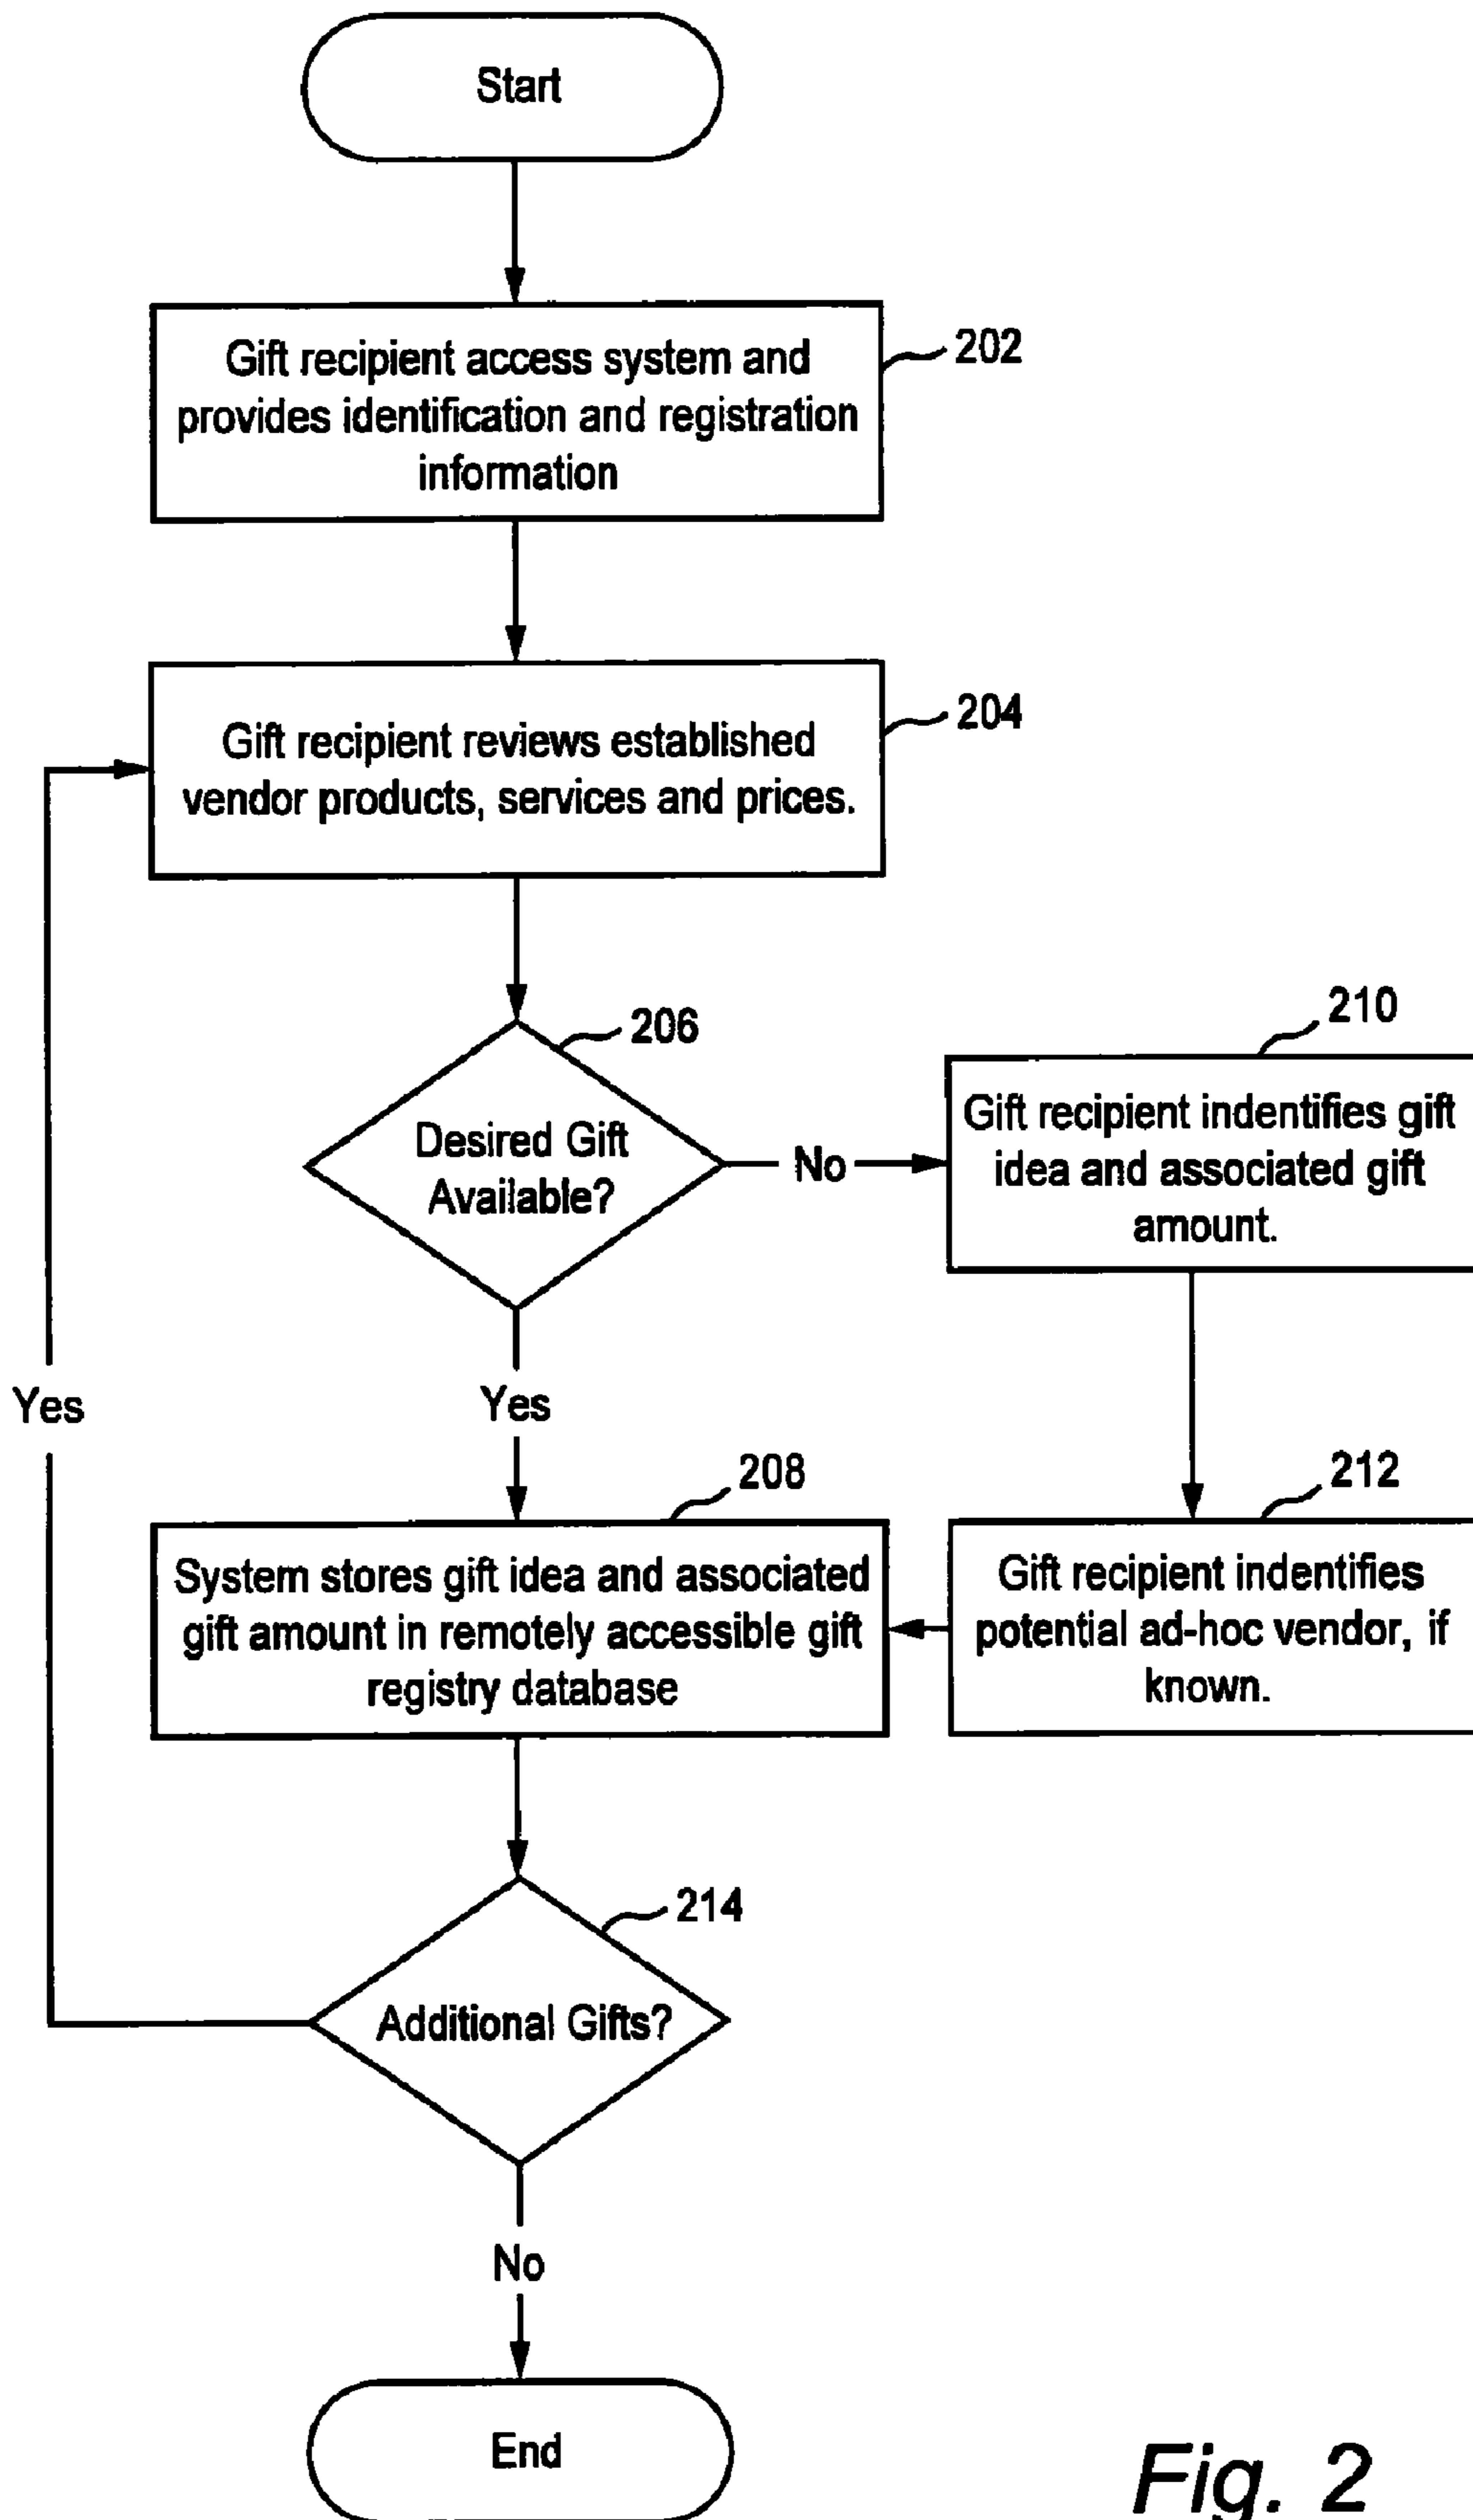 Start
Gift recipient access system and
provides identification and registration
information
202
Gift recipient reviews established
vendor products, services and prices.
204
Desired Gift
Available?
206
No
Gift recipient indentifies gift
idea and associated gift
amount.
210
Yes
Yes
System stores gift idea and associated
gift amount in remotely accessible gift
registry database
208
Gift recipient indentifies
potential ad-hoc vendor, if
known.
212
Additional Gifts?
214
No
End
Fig. 2